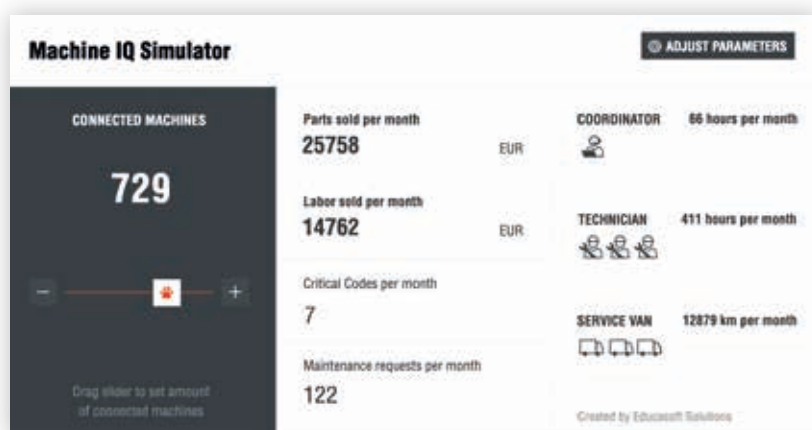 Machine IQ Simulator
ADJUST PARAMETERS
CONNECTED MACHINES
729
− +
Drag slider to set amount
of connected machines
Parts sold per month
25758 EUR
Labor sold per month
14762 EUR
Critical Codes per month
7
Maintenance requests per month
122
COORDINATOR 66 hours per month
TECHNICIAN 411 hours per month
SERVICE VAN 12879 km per month
Created by Educasoft Solutions